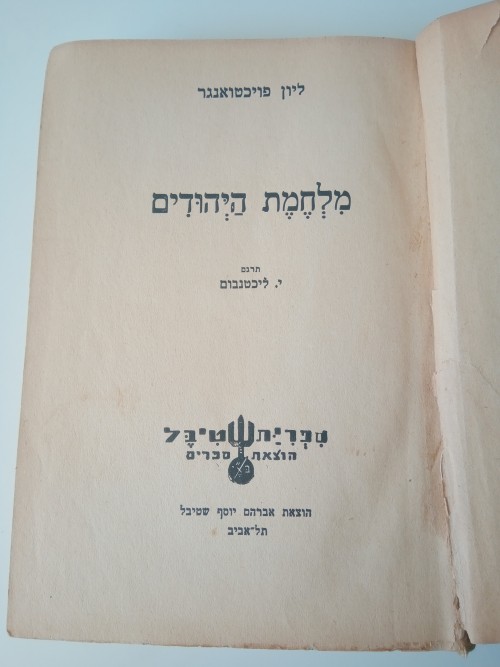 ליון פויכטואנגר
מִלְחֶמֶת הַיְּהוּדִים
תרגם
י. ליכטנבום
סִפְרִיַּת שְׁטִיבֶּל
הוצאת ספרים
הוצאת אברהם יוסף שטיבל
תל־אביב